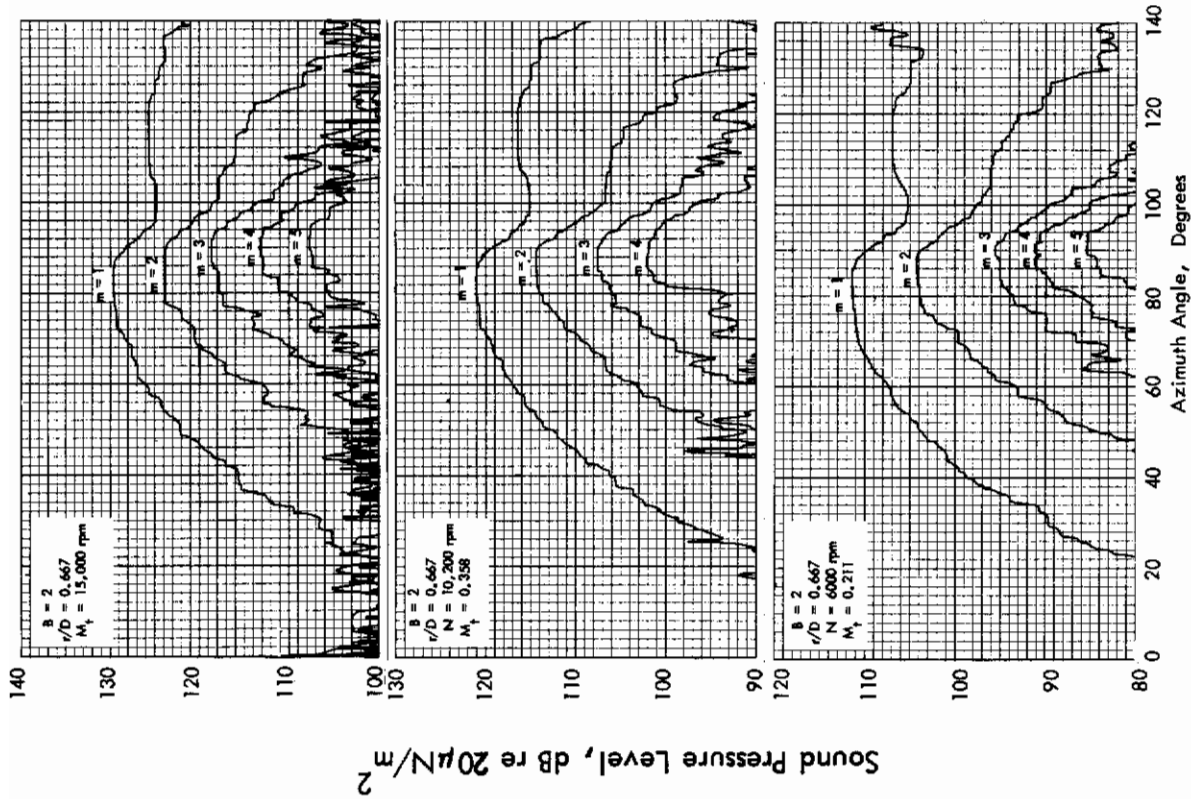 140
130
120
110
100
B = 2
r/D = 0.667
M_t = 15,000 rpm
m = 1
m = 2
m = 3
m = 4
m = 5
130
120
110
100
90
B = 2
r/D = 0.667
N = 10,200 rpm
M_t = 0.358
m = 1
m = 2
m = 3
m = 4
120
110
100
90
80
B = 2
r/D = 0.667
N = 6000 rpm
M_t = 0.211
m = 1
m = 2
m = 3
m = 4
m = 5
0 20 40 60 80 100 120 140
Azimuth Angle, Degrees
Sound Pressure Level, dB re 20μN/m²